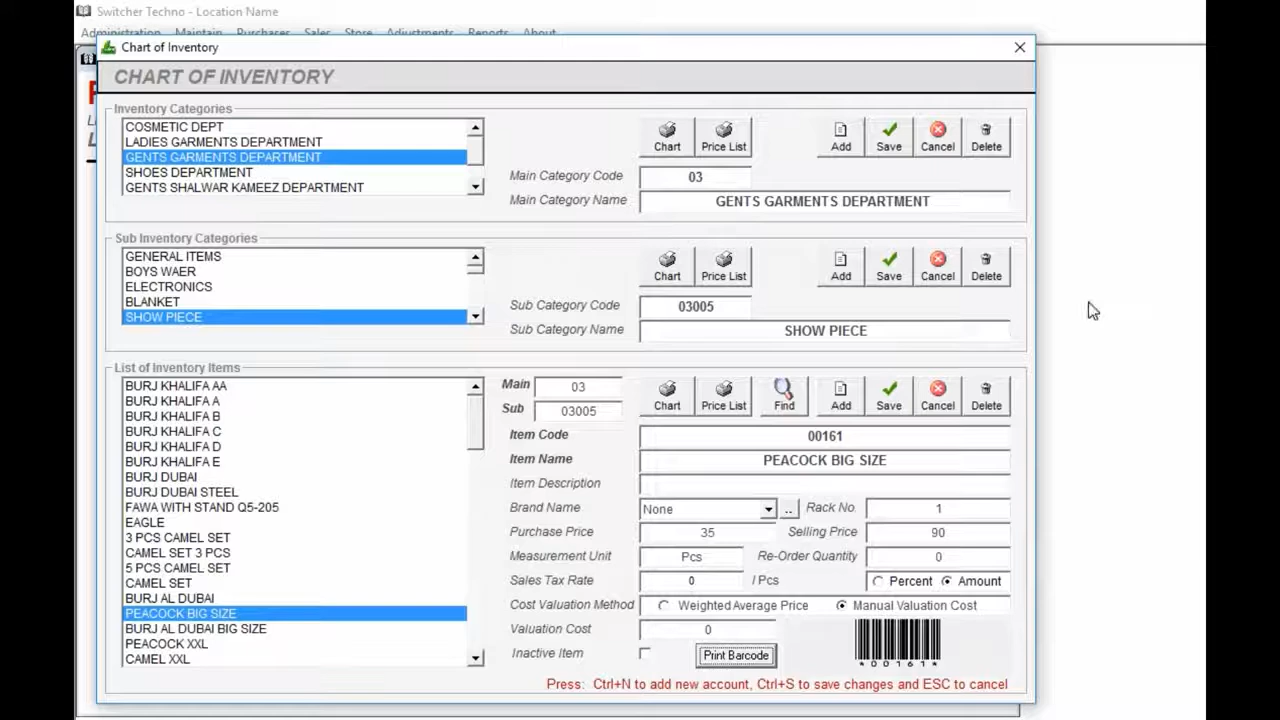 Switcher Techno - Location Name
Administration Maintain Purchases Sales Store Adjustments Reports About
Chart of Inventory
CHART OF INVENTORY
Inventory Categories
COSMETIC DEPT
LADIES GARMENTS DEPARTMENT
GENTS GARMENTS DEPARTMENT
SHOES DEPARTMENT
GENTS SHALWAR KAMEEZ DEPARTMENT
Chart Price List Add Save Cancel Delete
Main Category Code 03
Main Category Name GENTS GARMENTS DEPARTMENT
Sub Inventory Categories
GENERAL ITEMS
BOYS WAER
ELECTRONICS
BLANKET
SHOW PIECE
Chart Price List Add Save Cancel Delete
Sub Category Code 03005
Sub Category Name SHOW PIECE
List of Inventory Items
BURJ KHALIFA AA
BURJ KHALIFA A
BURJ KHALIFA B
BURJ KHALIFA C
BURJ KHALIFA D
BURJ KHALIFA E
BURJ DUBAI
BURJ DUBAI STEEL
FAWA WITH STAND Q5-205
EAGLE
3 PCS CAMEL SET
CAMEL SET 3 PCS
5 PCS CAMEL SET
CAMEL SET
BURJ AL DUBAI
PEACOCK BIG SIZE
BURJ AL DUBAI BIG SIZE
PEACOCK XXL
CAMEL XXL
Main 03
Sub 03005
Chart Price List Find Add Save Cancel Delete
Item Code 00161
Item Name PEACOCK BIG SIZE
Item Description
Brand Name None .. Rack No. 1
Purchase Price 35 Selling Price 90
Measurement Unit Pcs Re-Order Quantity 0
Sales Tax Rate 0 / Pcs Percent Amount
Cost Valuation Method Weighted Average Price Manual Valuation Cost
Valuation Cost 0
Inactive Item Print Barcode
*00161*
Press: Ctrl+N to add new account, Ctrl+S to save changes and ESC to cancel